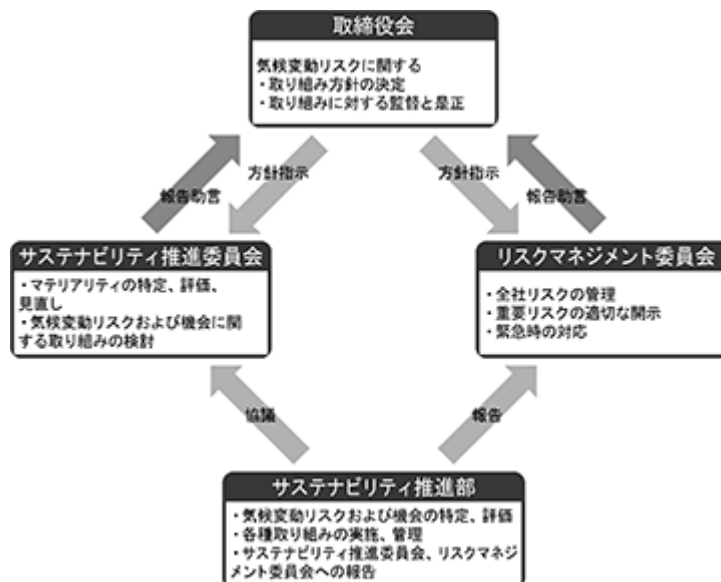 取締役会
気候変動リスクに関する
・取り組み方針の決定
・取り組みに対する監督と是正
報告助言
方針指示
方針指示
報告助言
サステナビリティ推進委員会
・マテリアリティの特定、評価、
見直し
・気候変動リスクおよび機会に関
する取り組みの検討
リスクマネジメント委員会
・全社リスクの管理
・重要リスクの適切な開示
・緊急時の対応
協議
報告
サステナビリティ推進部
・気候変動リスクおよび機会の特定、評価
・各種取り組みの実施、管理
・サステナビリティ推進委員会、リスクマネジ
メント委員会への報告